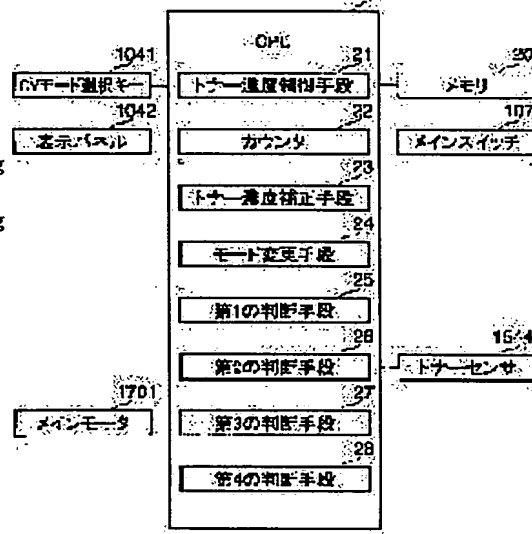 CPU
1041
21
20
CVモード選択キー
トナー濃度制御手段
メモリ
1042
22
107
表示パネル
カウンタ
メインスイッチ
g
23
トナー濃度補正手段
g
24
モード変更手段
25
第1の判断手段
26
第2の判断手段
トナーセンサ
1701
27
メインモータ
第3の判断手段
28
第4の判断手段